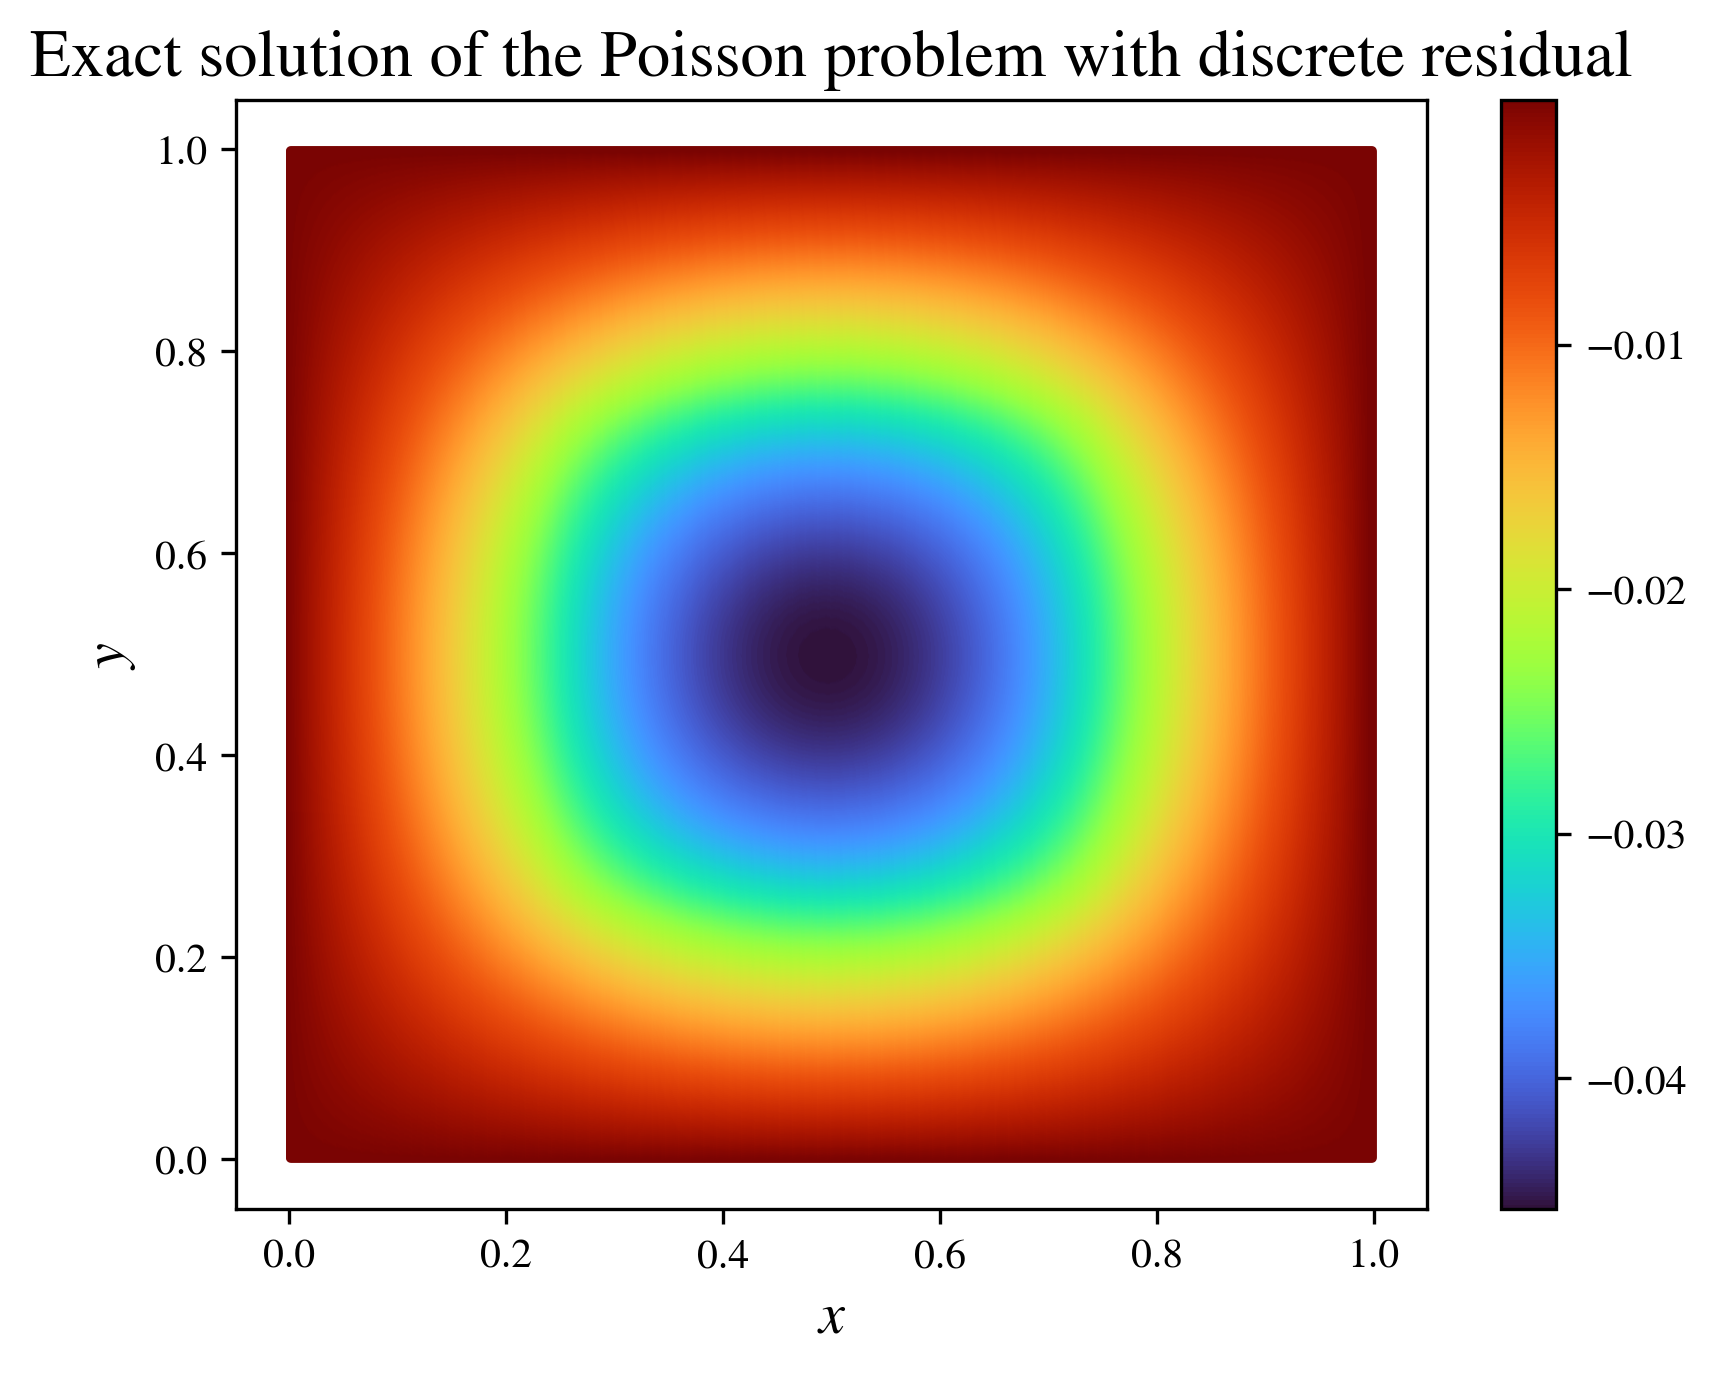 Exact solution of the Poisson problem with discrete residual
1.0
0.8
0.6
0.4
0.2
0.0
y
0.0 0.2 0.4 0.6 0.8 1.0
x
−0.01
−0.02
−0.03
−0.04